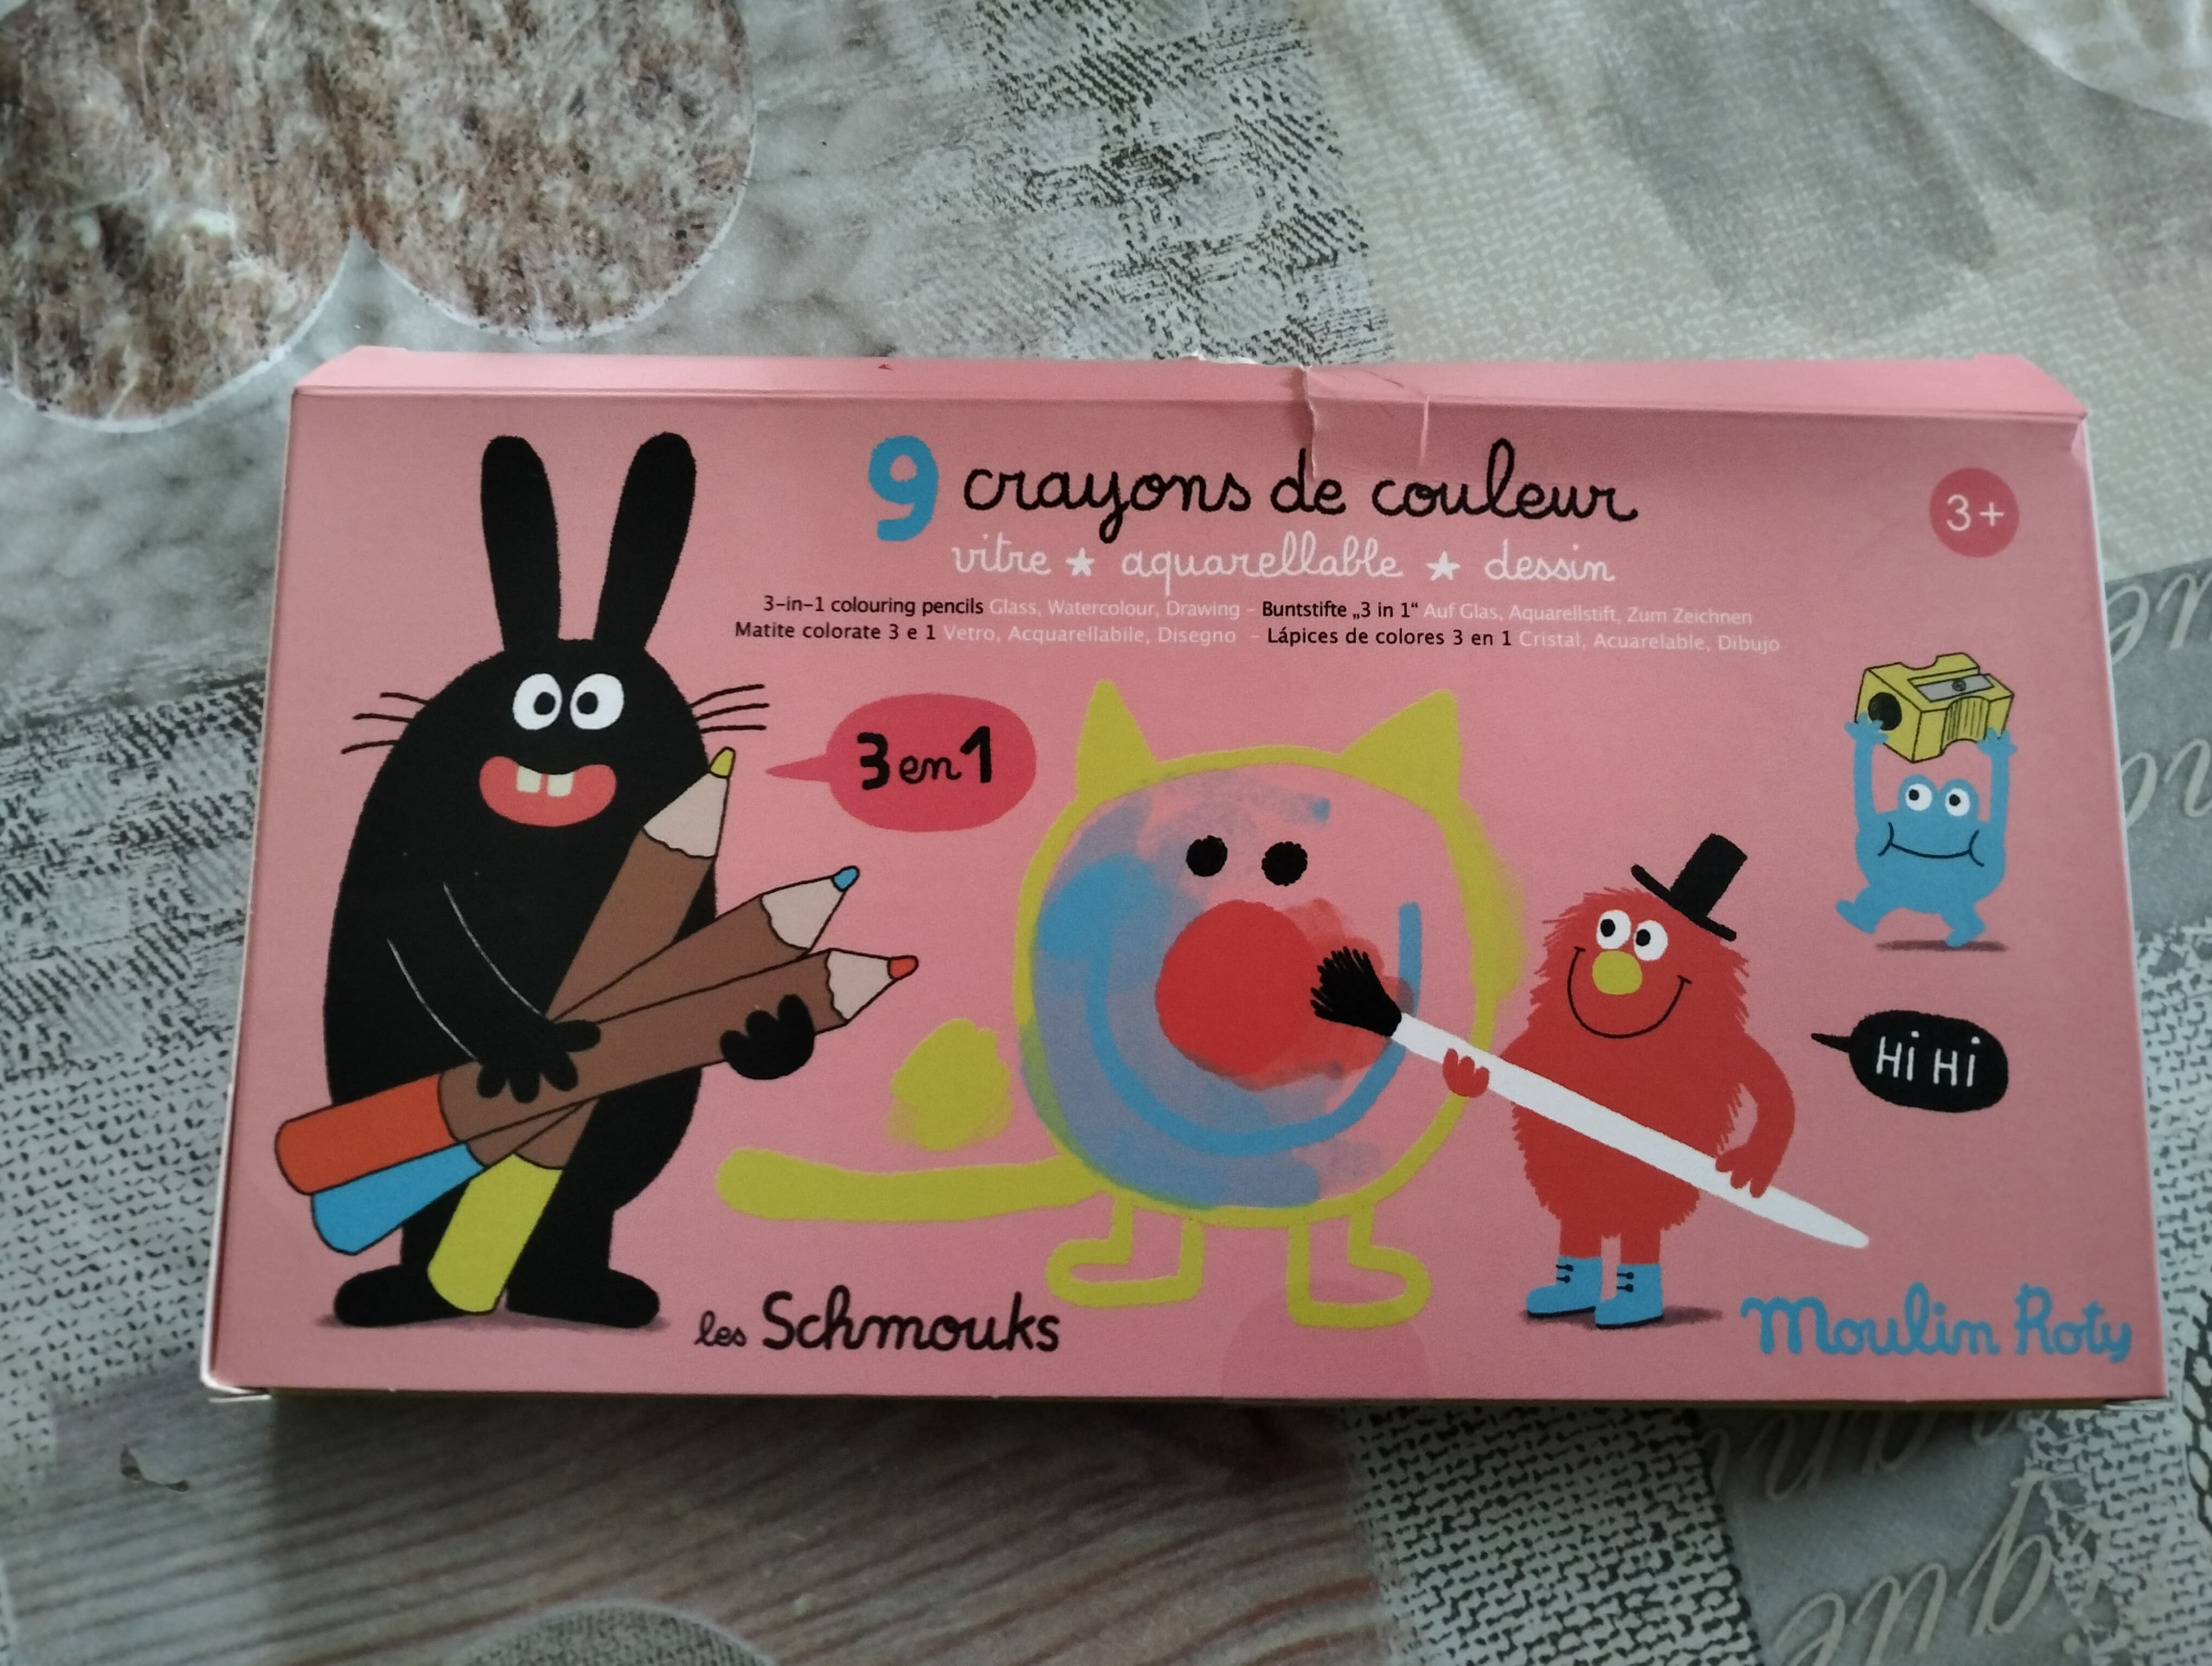 9 crayons de couleur
vitre ★ aquarellable ★ dessin
3-in-1 colouring pencils Glass, Watercolour, Drawing - Buntstifte „3 in 1“ Auf Glas, Aquarellstift, Zum Zeichnen
Matite colorate 3 e 1 Vetro, Acquarellabile, Disegno - Lápices de colores 3 en 1 Cristal, Acuarelable, Dibujo
3+
3 en 1
Hi Hi
les Schmouks
Moulin Roty